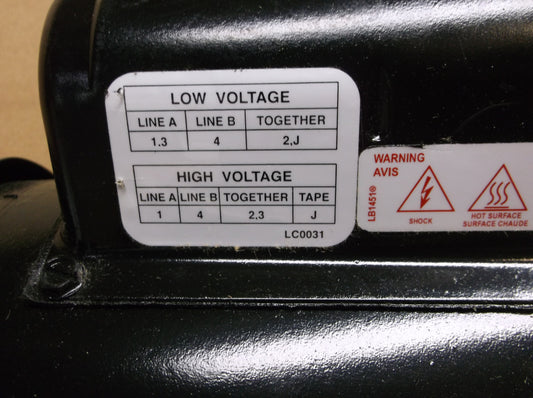 LOW VOLTAGE
LINE A LINE B TOGETHER
1.3 4 2,J
HIGH VOLTAGE
LINE A LINE B TOGETHER TAPE
1 4 2.3 J
LC0031
WARNING
AVIS
LB1451®
SHOCK
HOT SURFACE
SURFACE CHAUDE